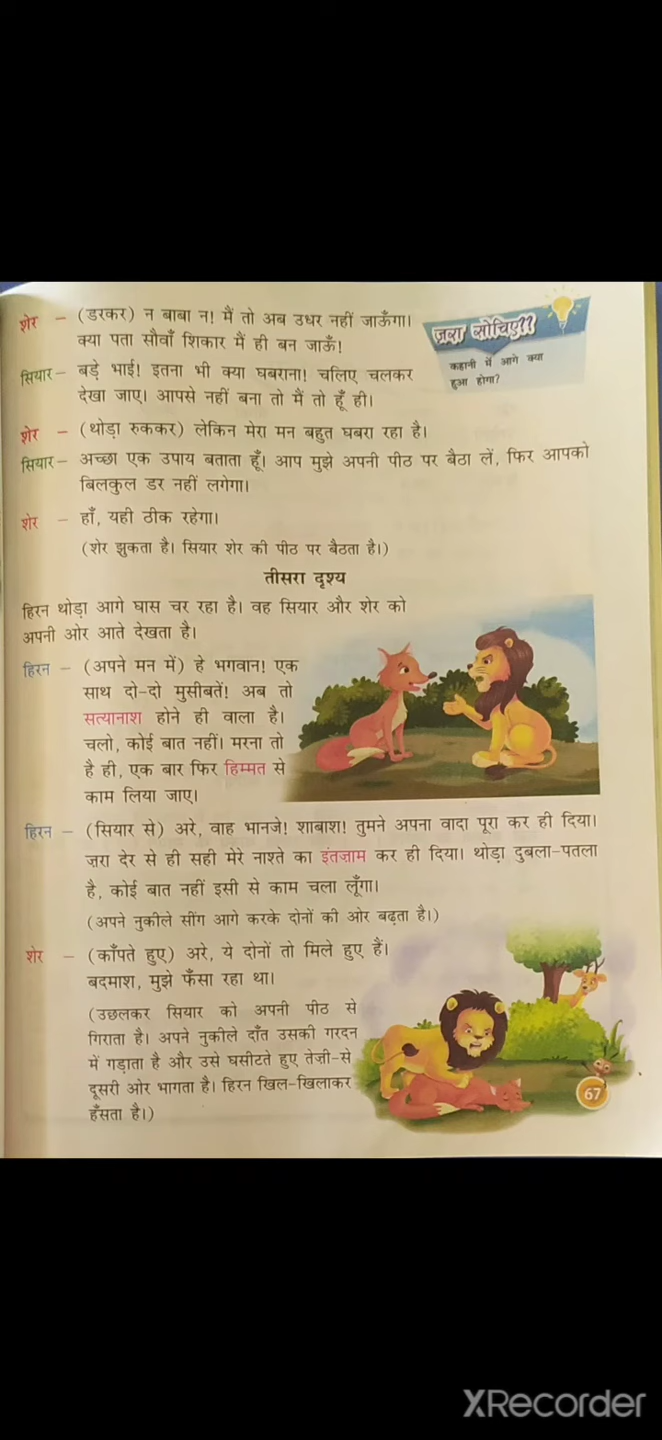 शेर – (डरकर) न बाबा न! मैं तो अब उधर नहीं जाऊँगा।
क्या पता सौवाँ शिकार मैं ही बन जाऊँ!
ज़रा सोचिए??
कहानी में आगे क्या
हुआ होगा?
सियार – बड़े भाई! इतना भी क्या घबराना! चलिए चलकर
देखा जाए। आपसे नहीं बना तो मैं तो हूँ ही।
शेर – (थोड़ा रुककर) लेकिन मेरा मन बहुत घबरा रहा है।
सियार – अच्छा एक उपाय बताता हूँ। आप मुझे अपनी पीठ पर बैठा लें, फिर आपको
बिलकुल डर नहीं लगेगा।
शेर – हाँ, यही ठीक रहेगा।
(शेर झुकता है। सियार शेर की पीठ पर बैठता है।)
तीसरा दृश्य
हिरन थोड़ा आगे घास चर रहा है। वह सियार और शेर को
अपनी ओर आते देखता है।
हिरन – (अपने मन में) हे भगवान! एक
साथ दो-दो मुसीबतें! अब तो
सत्यानाश होने ही वाला है।
चलो, कोई बात नहीं। मरना तो
है ही, एक बार फिर हिम्मत से
काम लिया जाए।
हिरन – (सियार से) अरे, वाह भानजे! शाबाश! तुमने अपना वादा पूरा कर ही दिया।
ज़रा देर से ही सही मेरे नाश्ते का इंतज़ाम कर ही दिया। थोड़ा दुबला-पतला
है, कोई बात नहीं इसी से काम चला लूँगा।
(अपने नुकीले सींग आगे करके दोनों की ओर बढ़ता है।)
शेर – (काँपते हुए) अरे, ये दोनों तो मिले हुए हैं।
बदमाश, मुझे फँसा रहा था।
(उछलकर सियार को अपनी पीठ से
गिराता है। अपने नुकीले दाँत उसकी गरदन
में गड़ाता है और उसे घसीटते हुए तेज़ी-से
दूसरी ओर भागता है। हिरन खिल-खिलाकर
हँसता है।)
67
XRecorder